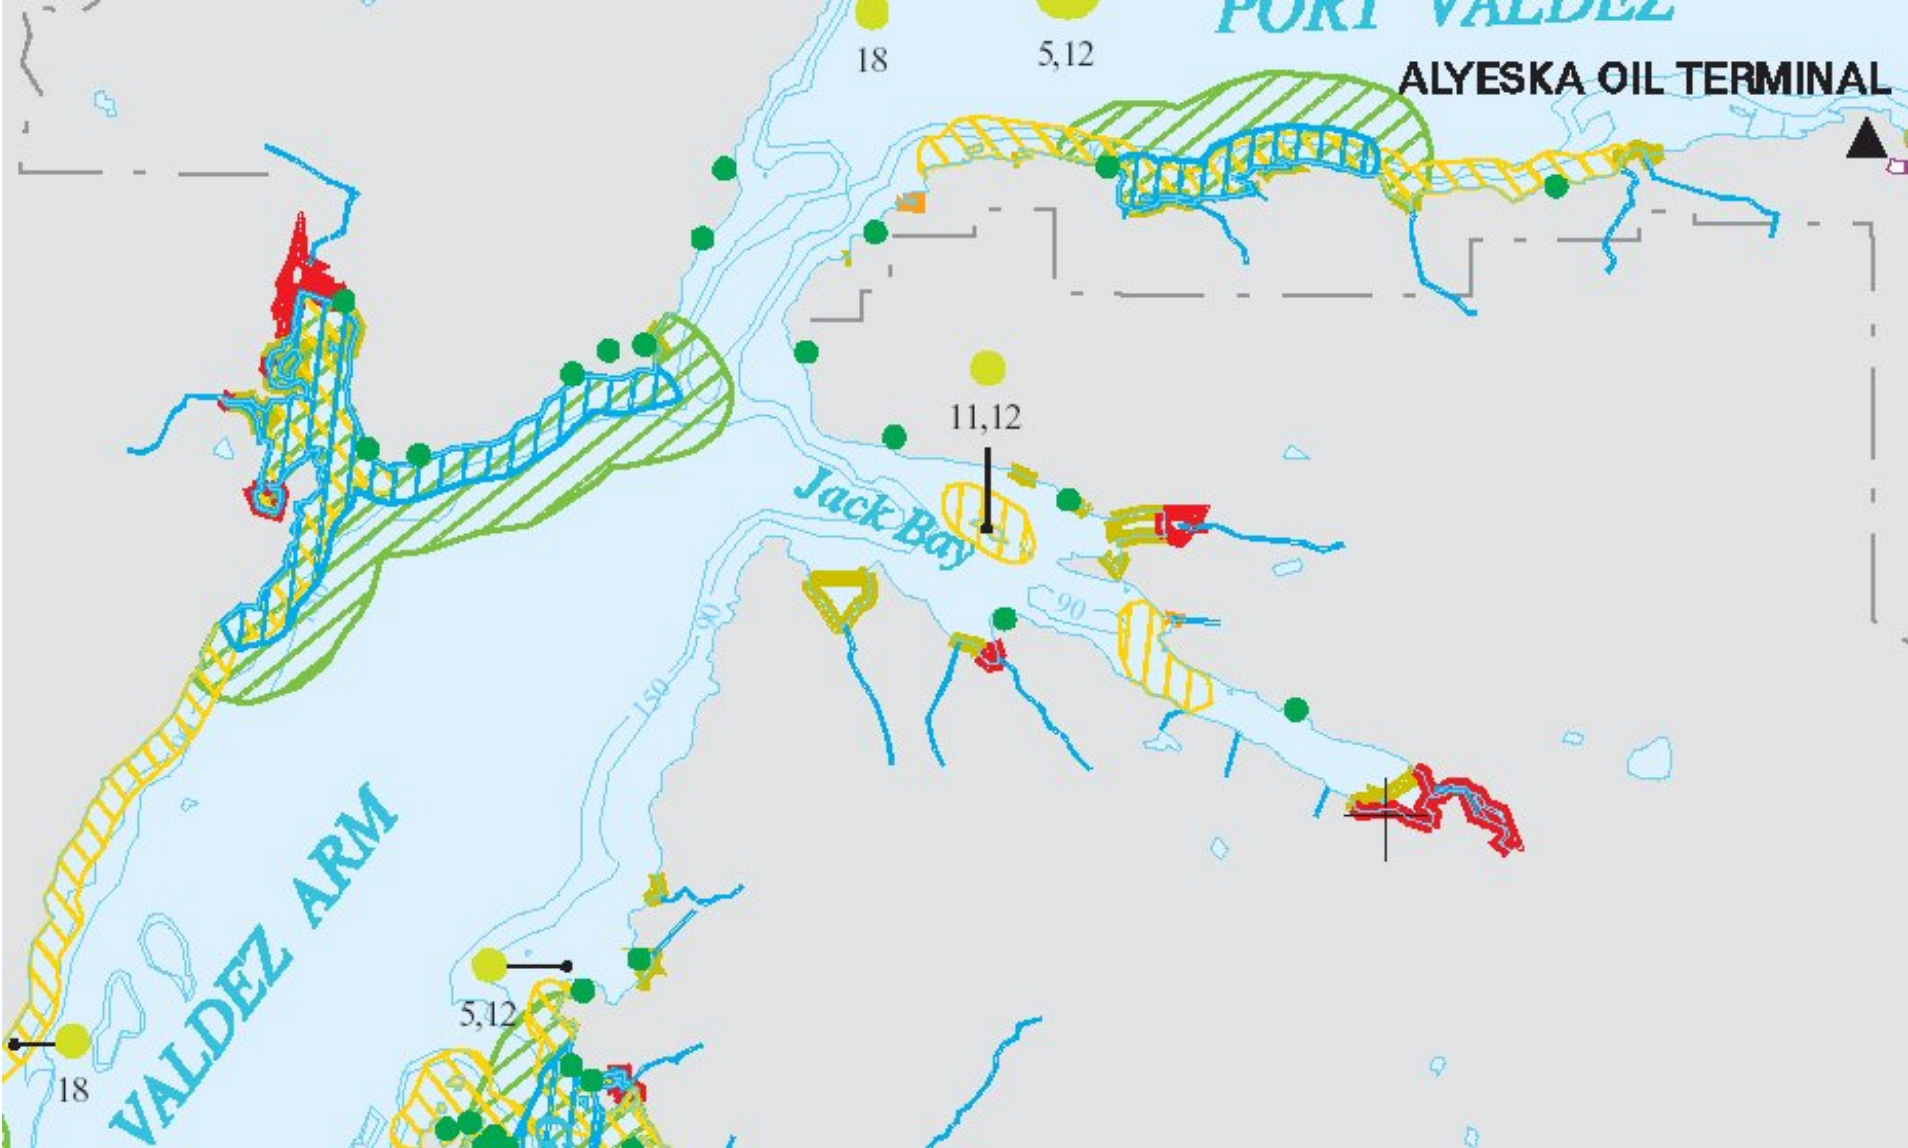 PORT VALDEZ
18
5,12
ALYESKA OIL TERMINAL
11,12
Jack Bay
90
90
150
VALDEZ ARM
5,12
18